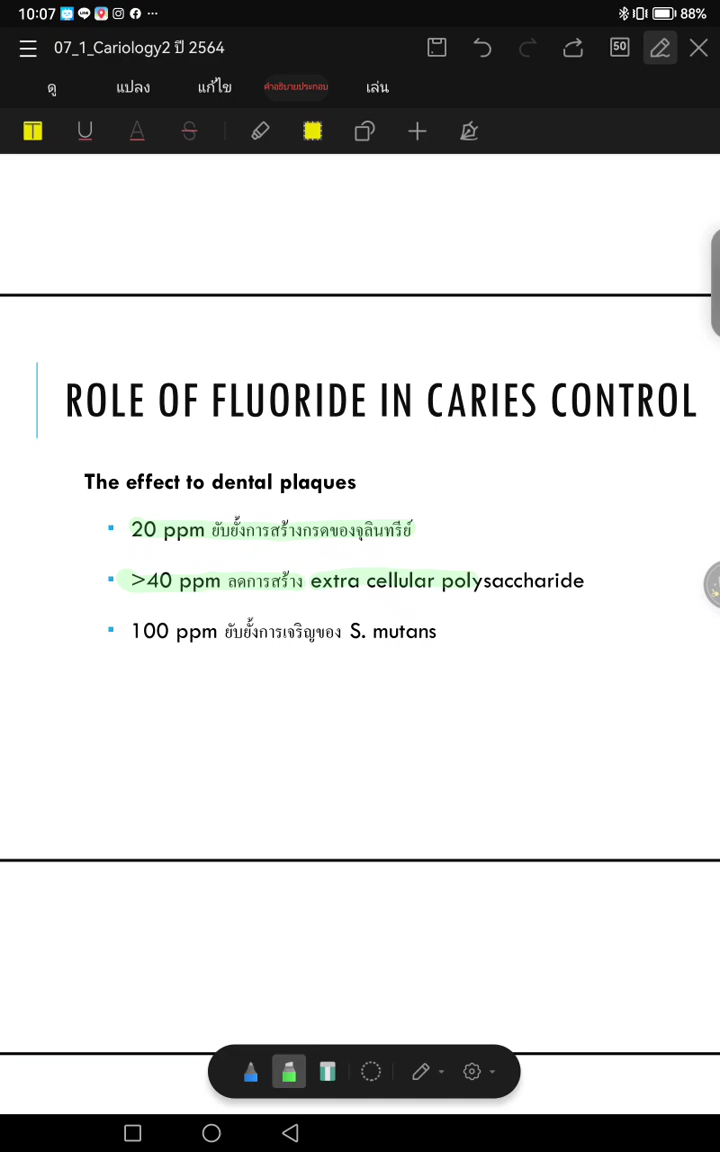 10:07
88%
07_1_Cariology2 ปี 2564
50
ดู แปลง แก้ไข คำอธิบายประกอบ เล่น
T U A S
ROLE OF FLUORIDE IN CARIES CONTROL
The effect to dental plaques
▪ 20 ppm ยับยั้งการสร้างกรดของจุลินทรีย์
▪ >40 ppm ลดการสร้าง extra cellular polysaccharide
▪ 100 ppm ยับยั้งการเจริญของ S. mutans